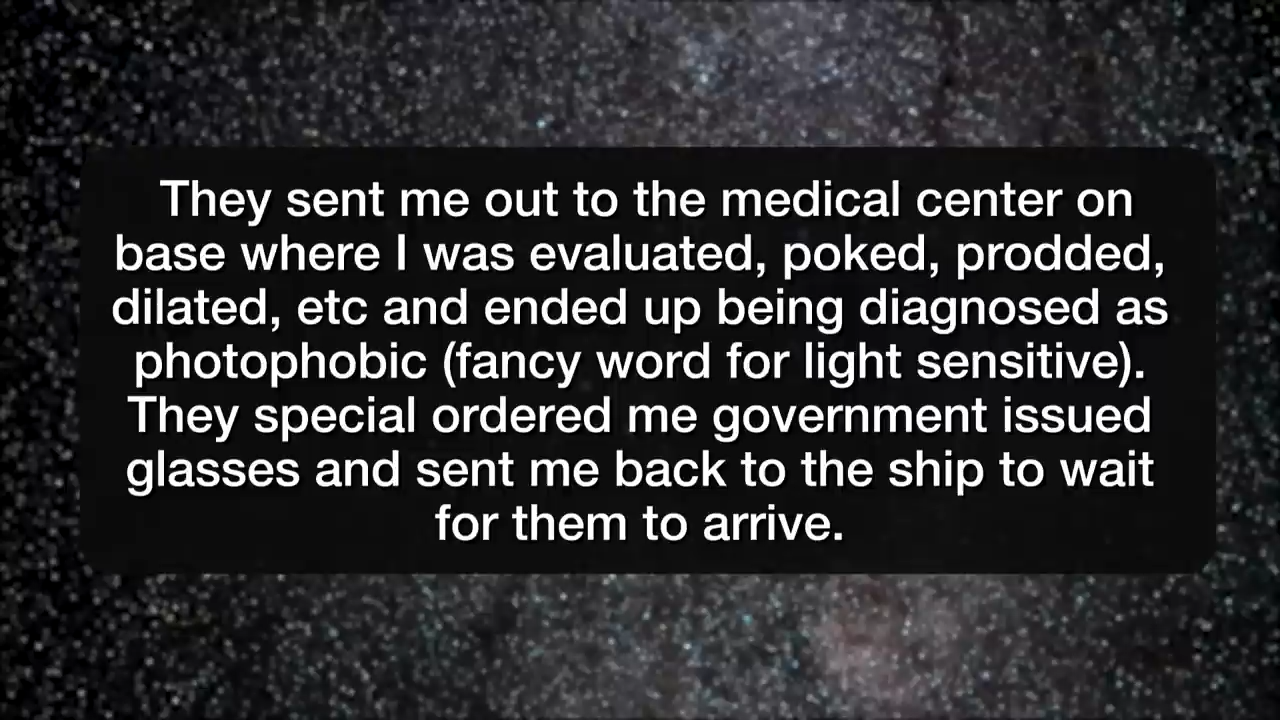 They sent me out to the medical center on
base where I was evaluated, poked, prodded,
dilated, etc and ended up being diagnosed as
photophobic (fancy word for light sensitive).
They special ordered me government issued
glasses and sent me back to the ship to wait
for them to arrive.